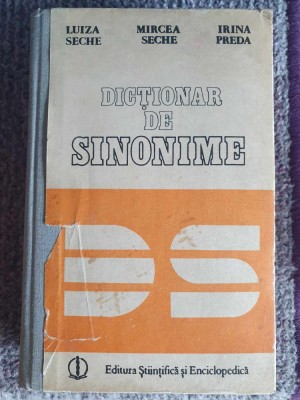 LUIZA SECHE
MIRCEA SECHE
IRINA PREDA
DICȚIONAR
DE
SINONIME
DS
Editura Științifică și Enciclopedică